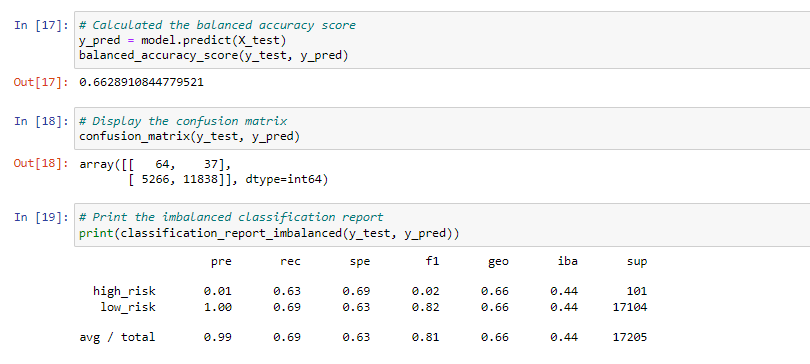 In [17]: # Calculated the balanced accuracy score
y_pred = model.predict(X_test)
balanced_accuracy_score(y_test, y_pred)
Out[17]: 0.6628910844779521
In [18]: # Display the confusion matrix
confusion_matrix(y_test, y_pred)
Out[18]: array([[   64,    37],
       [ 5266, 11838]], dtype=int64)
In [19]: # Print the imbalanced classification report
print(classification_report_imbalanced(y_test, y_pred))
pre rec spe f1 geo iba sup
high_risk 0.01 0.63 0.69 0.02 0.66 0.44 101
low_risk 1.00 0.69 0.63 0.82 0.66 0.44 17104
avg / total 0.99 0.69 0.63 0.81 0.66 0.44 17205